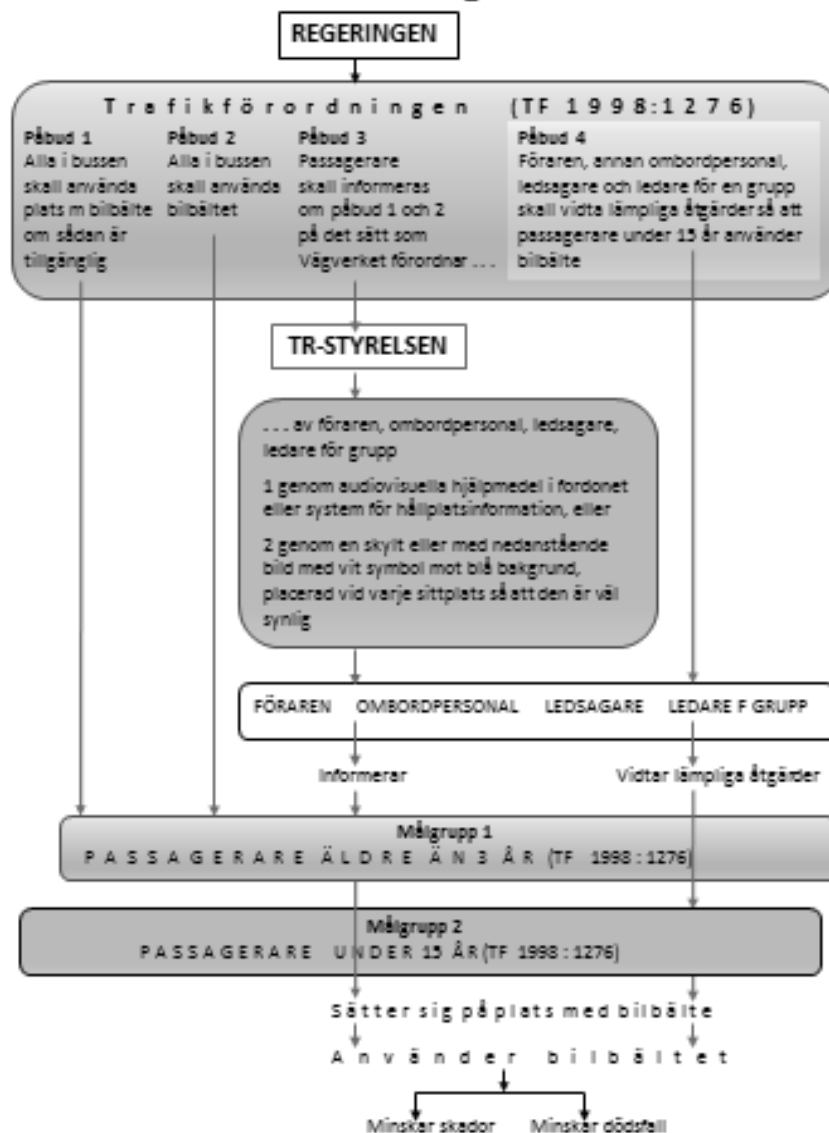 REGERINGEN
Trafikförordningen (TF 1998:1276)
Påbud 1
Alla i bussen
skall använda
plats m bilbälte
om sådan är
tillgänglig
Påbud 2
Alla i bussen
skall använda
bilbältet
Påbud 3
Passagerare
skall informeras
om påbud 1 och 2
på det sätt som
Vägverket förordnar ...
Påbud 4
Föraren, annan ombordpersonal,
ledsagare och ledare för en grupp
skall vidta lämpliga åtgärder så att
passagerare under 15 år använder
bilbälte
TR-STYRELSEN
... av föraren, ombordpersonal, ledsagare,
ledare för grupp
1 genom audiovisuella hjälpmedel i fordonet
eller system för hållplatsinformation, eller
2 genom en skylt eller med nedanstående
bild med vit symbol mot blå bakgrund,
placerad vid varje sittplats så att den är väl
synlig
FÖRAREN OMBORDPERSONAL LEDSAGARE LEDARE F GRUPP
Informerar
Vidtar lämpliga åtgärder
Målgrupp 1
PASSAGERARE ÄLDRE ÄN 3 ÅR (TF 1998:1276)
Målgrupp 2
PASSAGERARE UNDER 15 ÅR (TF 1998:1276)
Sätter sig på plats med bilbälte
Använder bilbältet
Minskar skador Minskar dödsfall